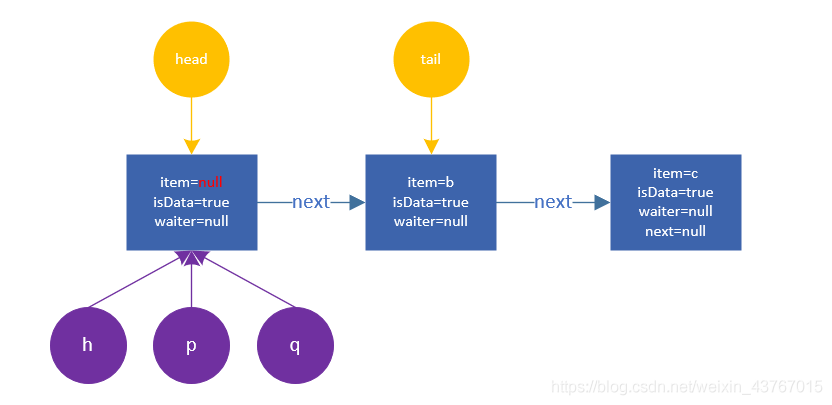 head
tail
item=null
isData=true
waiter=null
next
item=b
isData=true
waiter=null
next
item=c
isData=true
waiter=null
next=null
h
p
q
https://blog.csdn.net/weixin_43767015